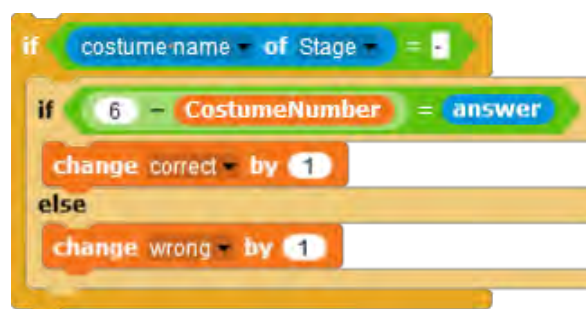 if costume name of Stage = -
if 6 - CostumeNumber = answer
change correct by 1
else
change wrong by 1